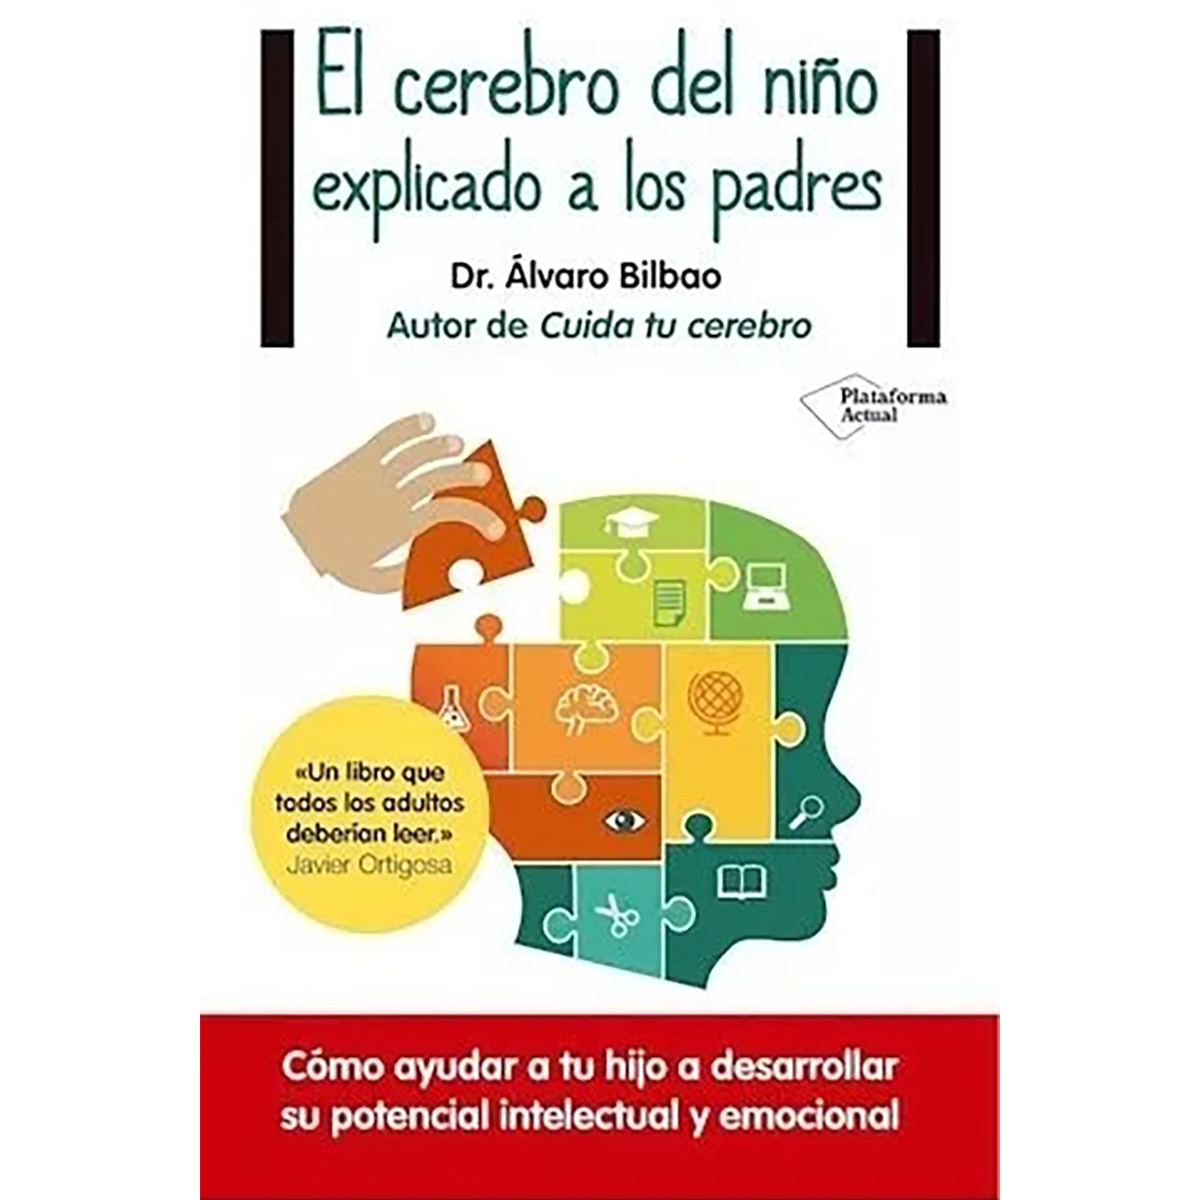 El cerebro del niño
explicado a los padres
Dr. Álvaro Bilbao
Autor de Cuida tu cerebro
Plataforma
Actual
«Un libro que
todos los adultos
deberían leer.»
Javier Ortigosa
Cómo ayudar a tu hijo a desarrollar
su potencial intelectual y emocional